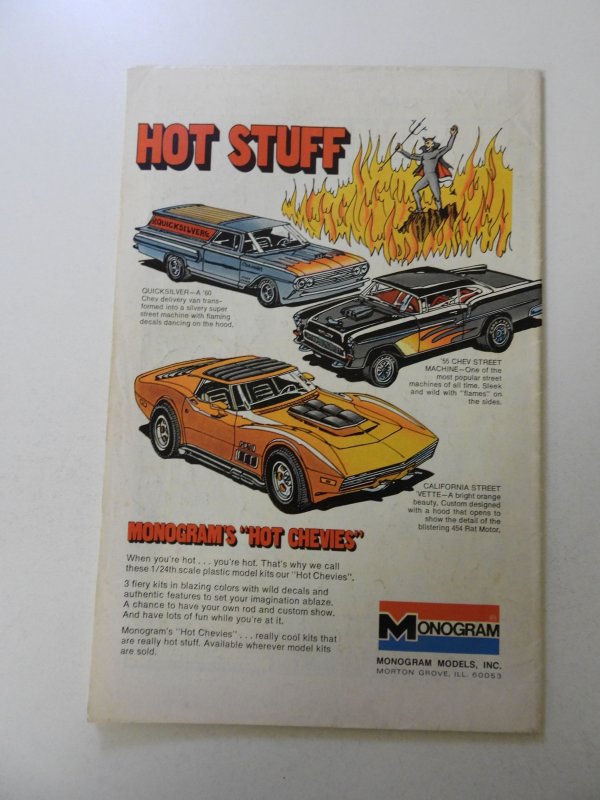 HOT STUFF
QUICKSILVER
QUICKSILVER—A '60
Chevy delivery van trans-
formed into a silvery super
street machine with flaming
decals dancing on the hood.
'55 CHEV STREET
MACHINE—One of the
most popular street
machines of all time. Sleek
and wild with "flames" on
the sides.
CALIFORNIA STREET
'VETTE—A bright orange
beauty. Custom designed
with a hood that opens to
show the detail of the
blistering 454 Rat Motor.
MONOGRAM'S "HOT CHEVIES"
When you're hot . . . you're hot. That's why we call
these 1/24th scale plastic model kits our "Hot Chevies".
3 fiery kits in blazing colors with wild decals and
authentic features to set your imagination ablaze.
A chance to have your own rod and custom show.
And have lots of fun while you're at it.
Monogram's "Hot Chevies" . . . really cool kits that
are really hot stuff. Available wherever model kits
are sold.
MONOGRAM
MONOGRAM MODELS, INC.
MORTON GROVE, ILL. 60053